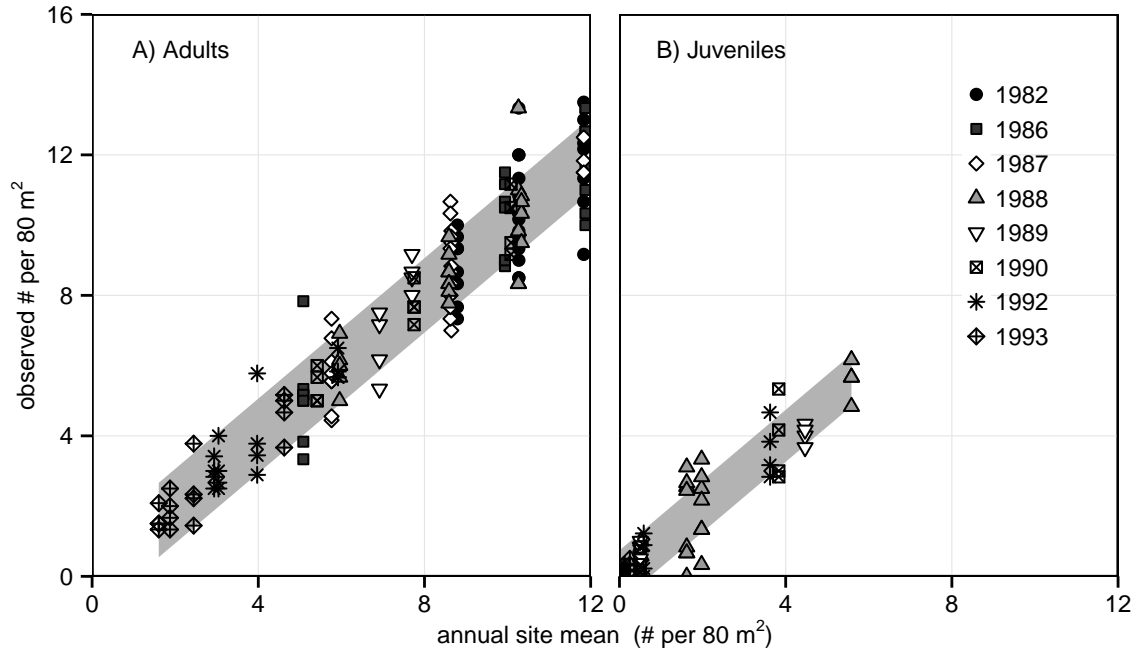 16
A) Adults
B) Juveniles
1982
1986
12
1987
1988
1989
8
1990
1992
1993
4
0
0 4 8 12 0 4 8 12
observed # per 80 m²
annual site mean (# per 80 m²)